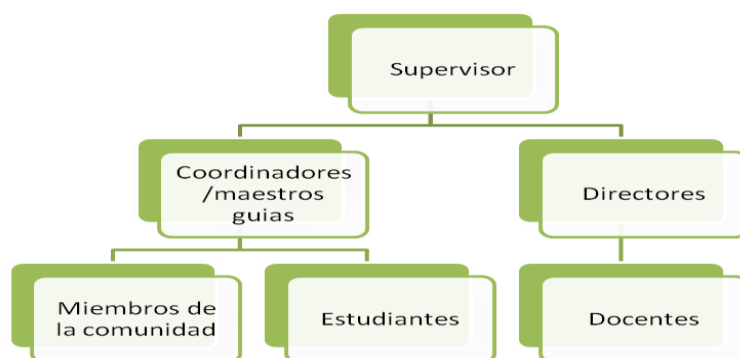 Supervisor
Coordinadores
/maestros
guias
Directores
Miembros de
la comunidad
Estudiantes
Docentes